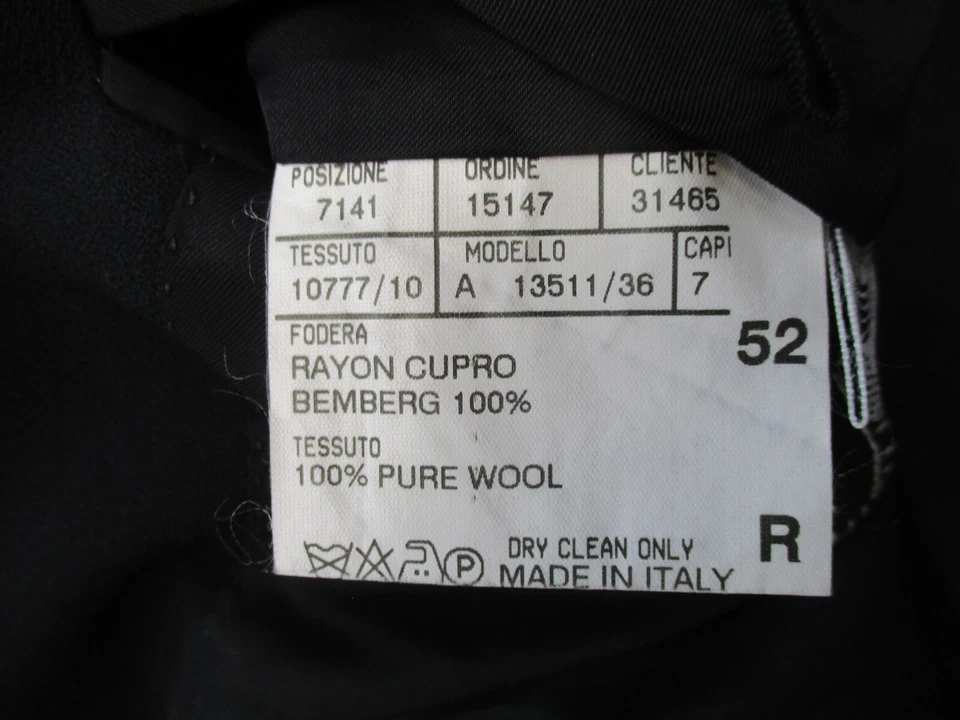 POSIZIONE ORDINE CLIENTE
7141 15147 31465
TESSUTO MODELLO CAPI
10777/10 A 13511/36 7
FODERA
52
RAYON CUPRO
BEMBERG 100%
TESSUTO
100% PURE WOOL
R
P DRY CLEAN ONLY
MADE IN ITALY